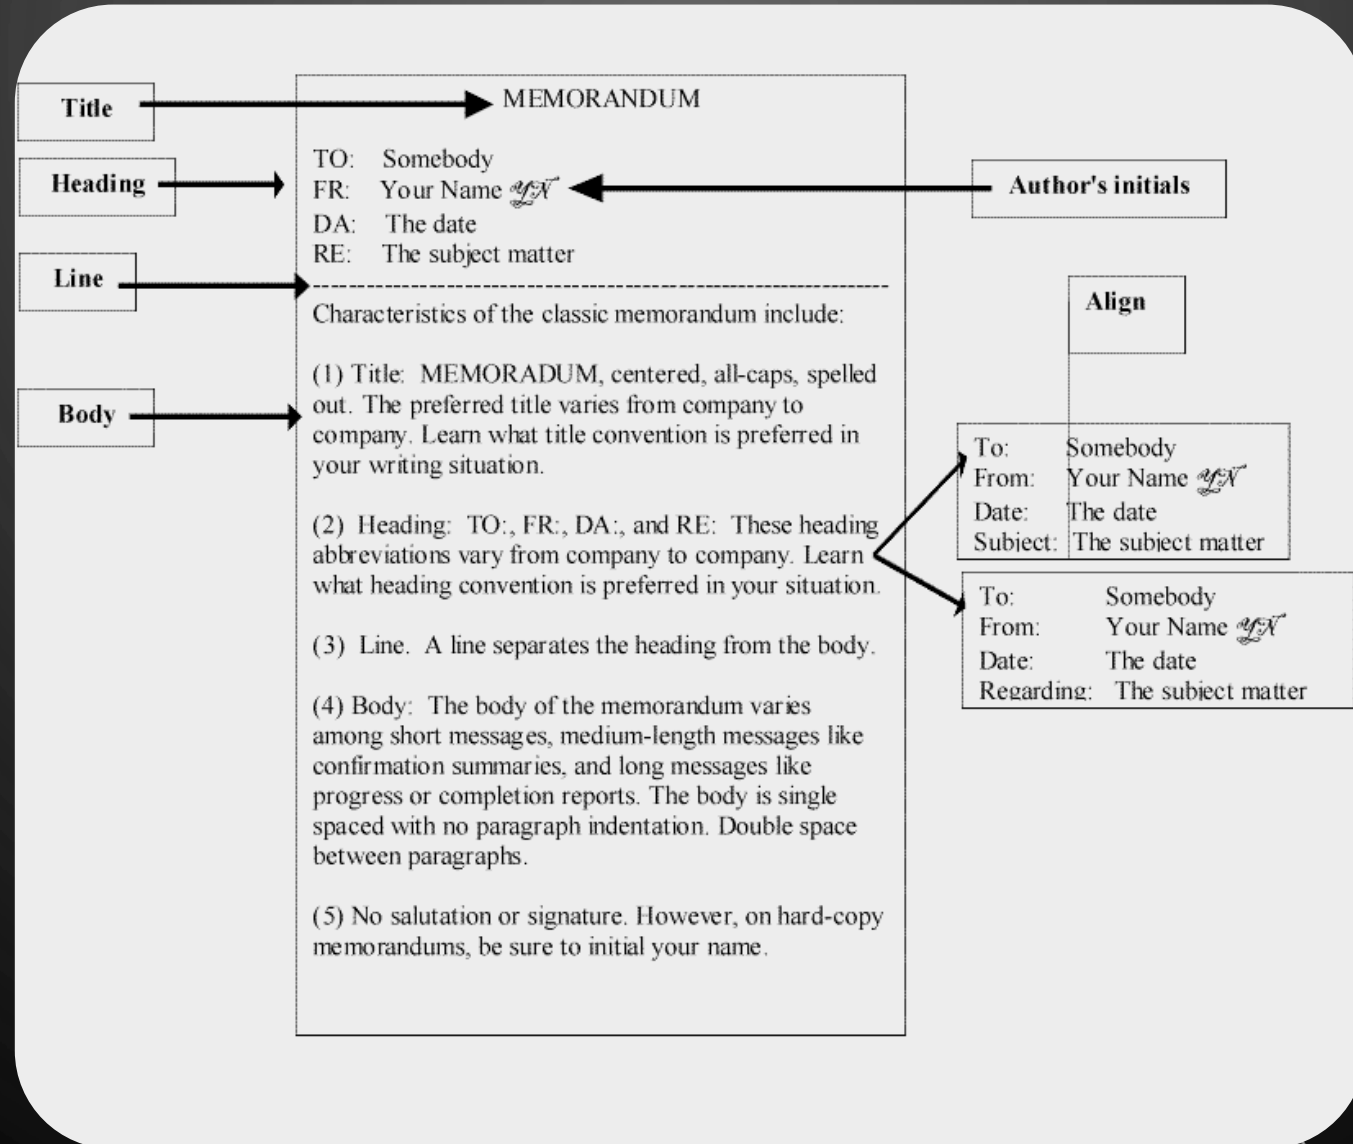 Title
MEMORANDUM
Heading
TO: Somebody
FR: Your Name YN
Author's initials
DA: The date
RE: The subject matter
Line
--------------------------------------------------------------------------------
Characteristics of the classic memorandum include:
Align
(1) Title: MEMORADUM, centered, all-caps, spelled
out. The preferred title varies from company to
company. Learn what title convention is preferred in
your writing situation.
Body
(2) Heading: TO:, FR:, DA:, and RE: These heading
abbreviations vary from company to company. Learn
what heading convention is preferred in your situation.
(3) Line. A line separates the heading from the body.
(4) Body: The body of the memorandum varies
among short messages, medium-length messages like
confirmation summaries, and long messages like
progress or completion reports. The body is single
spaced with no paragraph indentation. Double space
between paragraphs.
(5) No salutation or signature. However, on hard-copy
memorandums, be sure to initial your name.
To: Somebody
From: Your Name YN
Date: The date
Subject: The subject matter
To: Somebody
From: Your Name YN
Date: The date
Regarding: The subject matter